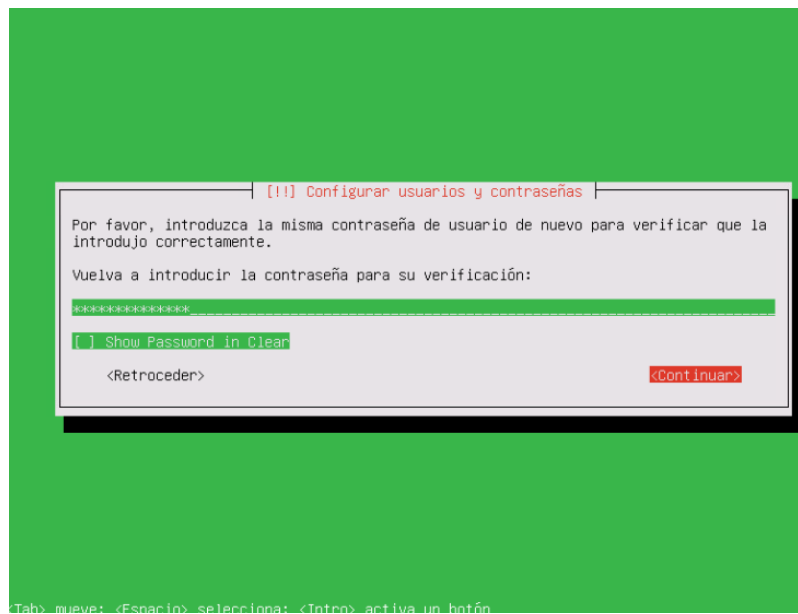 [!!] Configurar usuarios y contraseñas
Por favor, introduzca la misma contraseña de usuario de nuevo para verificar que la
introdujo correctamente.
Vuelva a introducir la contraseña para su verificación:
**************
[ ] Show Password in Clear
<Retroceder> <Continuar>
<Tab> mueve; <Espacio> selecciona; <Intro> activa un botón